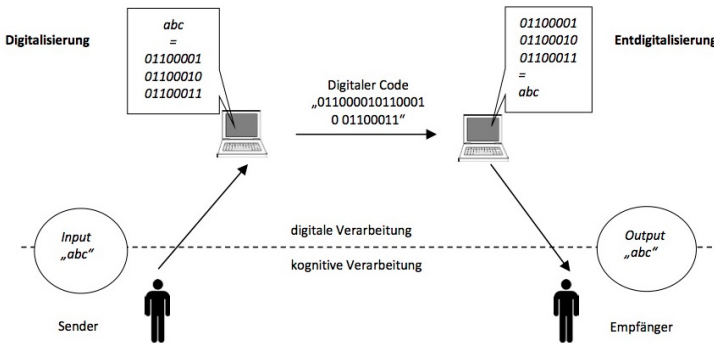 Digitalisierung
abc
=
01100001
01100010
01100011
Digitaler Code
„011000010110001
0 01100011“
01100001
01100010
01100011
=
abc
Entdigitalisierung
Input
„abc“
digitale Verarbeitung
kognitive Verarbeitung
Output
„abc“
Sender
Empfänger